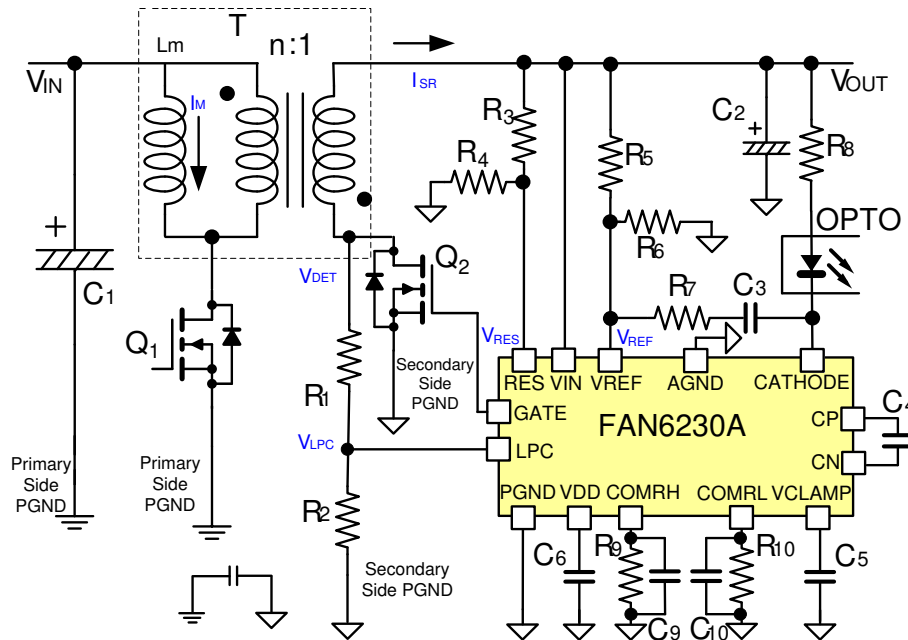 T
Lm
n:1
VIN
IM
ISR
VOUT
R3
R4
R5
C2
R8
R6
OPTO
C1
VDET
Q2
R7
C3
Q1
VRES
VREF
Secondary
Side
PGND
RES
VIN
VREF
AGND
CATHODE
R1
GATE
FAN6230A
CP
C4
VLPC
LPC
CN
Primary
Side
PGND
Primary
Side
PGND
PGND
VDD
COMRH
COMRL
VCLAMP
R2
C6
R9
R10
C5
Secondary
Side PGND
C9
C10